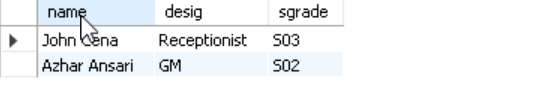 name desig sgrade
John Cena Receptionist S03
Azhar Ansari GM S02